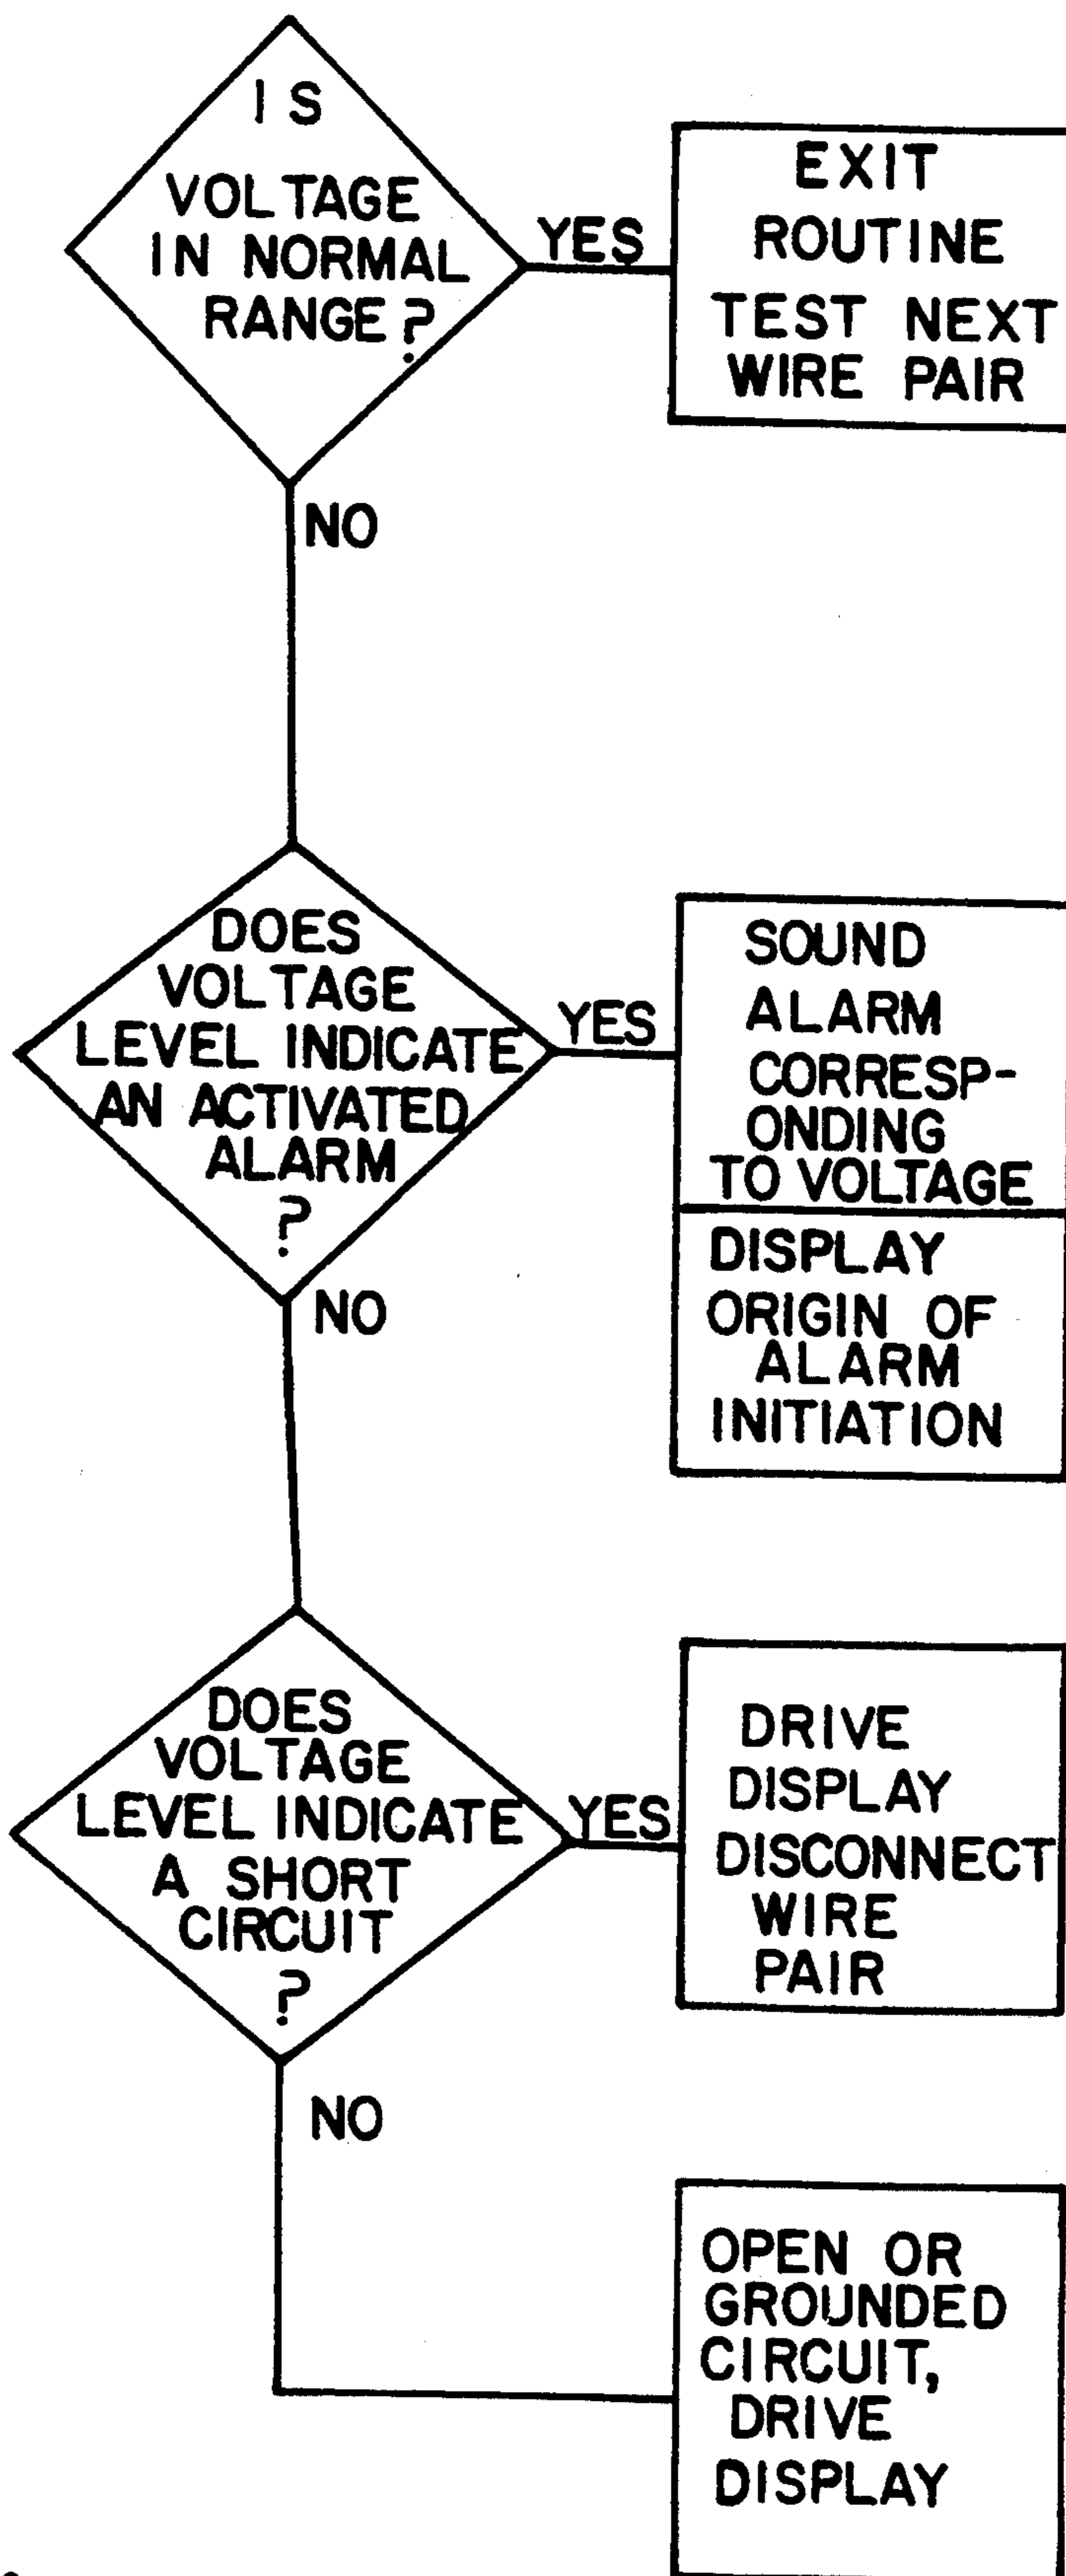 IS
VOLTAGE
IN NORMAL
RANGE?
YES
EXIT
ROUTINE
TEST NEXT
WIRE PAIR
NO
DOES
VOLTAGE
LEVEL INDICATE
AN ACTIVATED
ALARM
?
YES
SOUND
ALARM
CORRESP-
ONDING
TO VOLTAGE
DISPLAY
ORIGIN OF
ALARM
INITIATION
NO
DOES
VOLTAGE
LEVEL INDICATE
A SHORT
CIRCUIT
?
YES
DRIVE
DISPLAY
DISCONNECT
WIRE
PAIR
NO
OPEN OR
GROUNDED
CIRCUIT,
DRIVE
DISPLAY